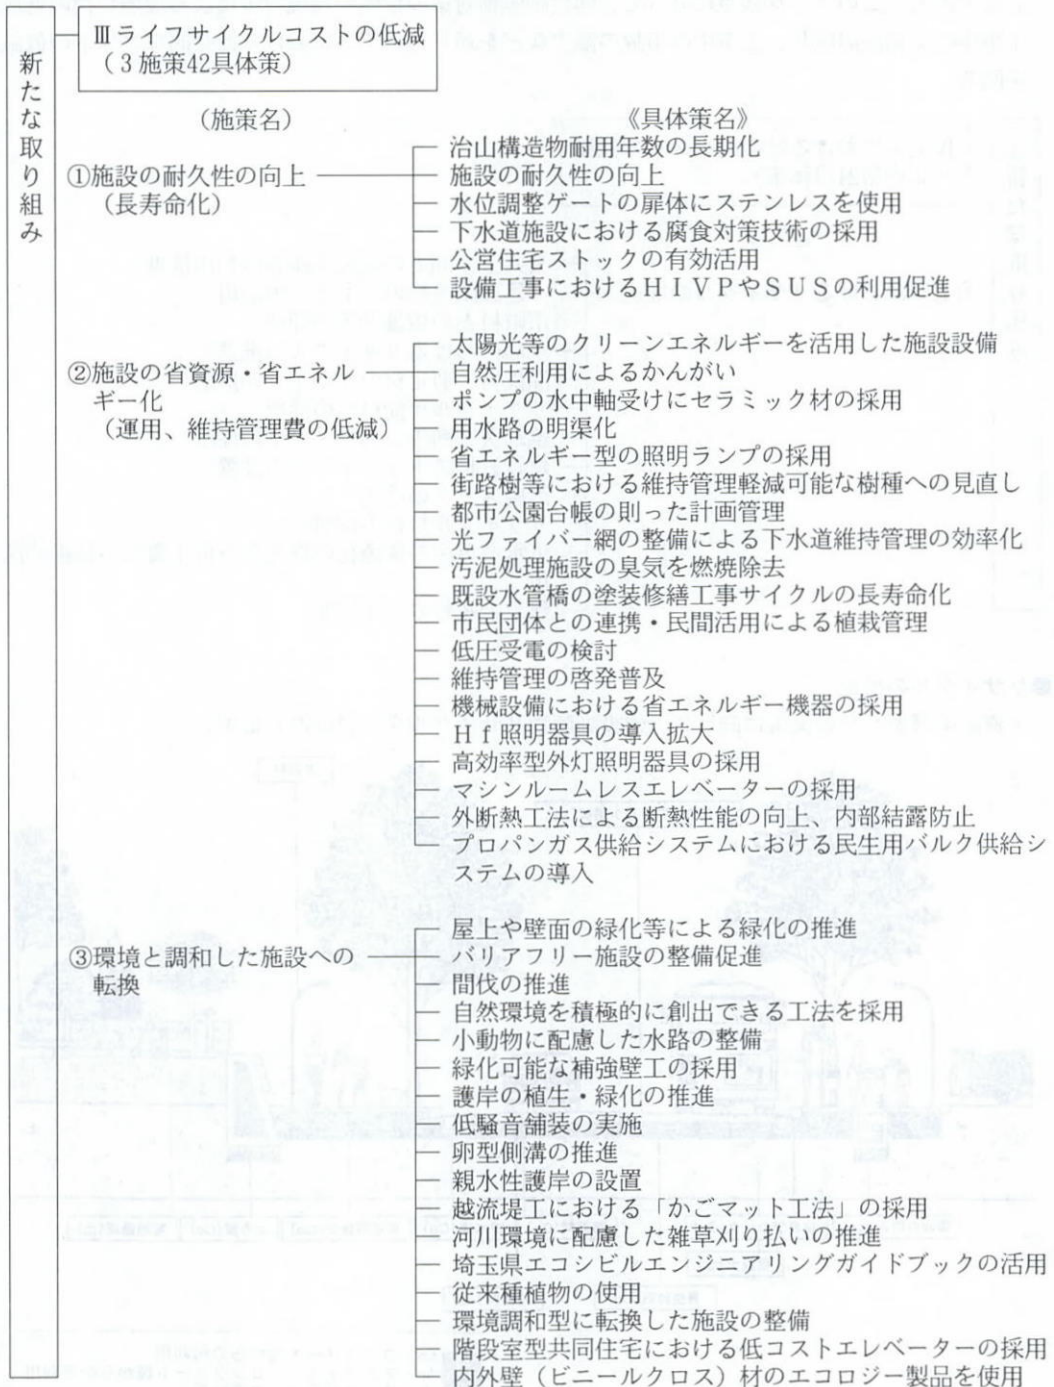 新たな取り組み
Ⅲライフサイクルコストの低減
(3施策42具体策)
(施策名)
《具体策名》
①施設の耐久性の向上
(長寿命化)
治山構造物耐用年数の長期化
施設の耐久性の向上
水位調整ゲートの扉体にステンレスを使用
下水道施設における腐食対策技術の採用
公営住宅ストックの有効活用
設備工事におけるHIVPやSUSの利用促進
②施設の省資源・省エネル
ギー化
(運用、維持管理費の低減)
太陽光等のクリーンエネルギーを活用した施設設備
自然圧利用によるかんがい
ポンプの水中軸受けにセラミック材の採用
用水路の明渠化
省エネルギー型の照明ランプの採用
街路樹等における維持管理軽減可能な樹種への見直し
都市公園台帳の則った計画管理
光ファイバー網の整備による下水道維持管理の効率化
汚泥処理施設の臭気を燃焼除去
既設水管橋の塗装修繕工事サイクルの長寿命化
市民団体との連携・民間活用による植栽管理
低圧受電の検討
維持管理の啓発普及
機械設備における省エネルギー機器の採用
Hf照明器具の導入拡大
高効率型外灯照明器具の採用
マシンルームレスエレベーターの採用
外断熱工法による断熱性能の向上、内部結露防止
プロパンガス供給システムにおける民生用バルク供給シ
ステムの導入
③環境と調和した施設への
転換
屋上や壁面の緑化等による緑化の推進
バリアフリー施設の整備促進
間伐の推進
自然環境を積極的に創出できる工法を採用
小動物に配慮した水路の整備
緑化可能な補強壁工の採用
護岸の植生・緑化の推進
低騒音舗装の実施
卵型側溝の推進
親水性護岸の設置
越流堤工における「かごマット工法」の採用
河川環境に配慮した雑草刈り払いの推進
埼玉県エコシビルエンジニアリングガイドブックの活用
従来種植物の使用
環境調和型に転換した施設の整備
階段室型共同住宅における低コストエレベーターの採用
内外壁(ビニールクロス)材のエコロジー製品を使用